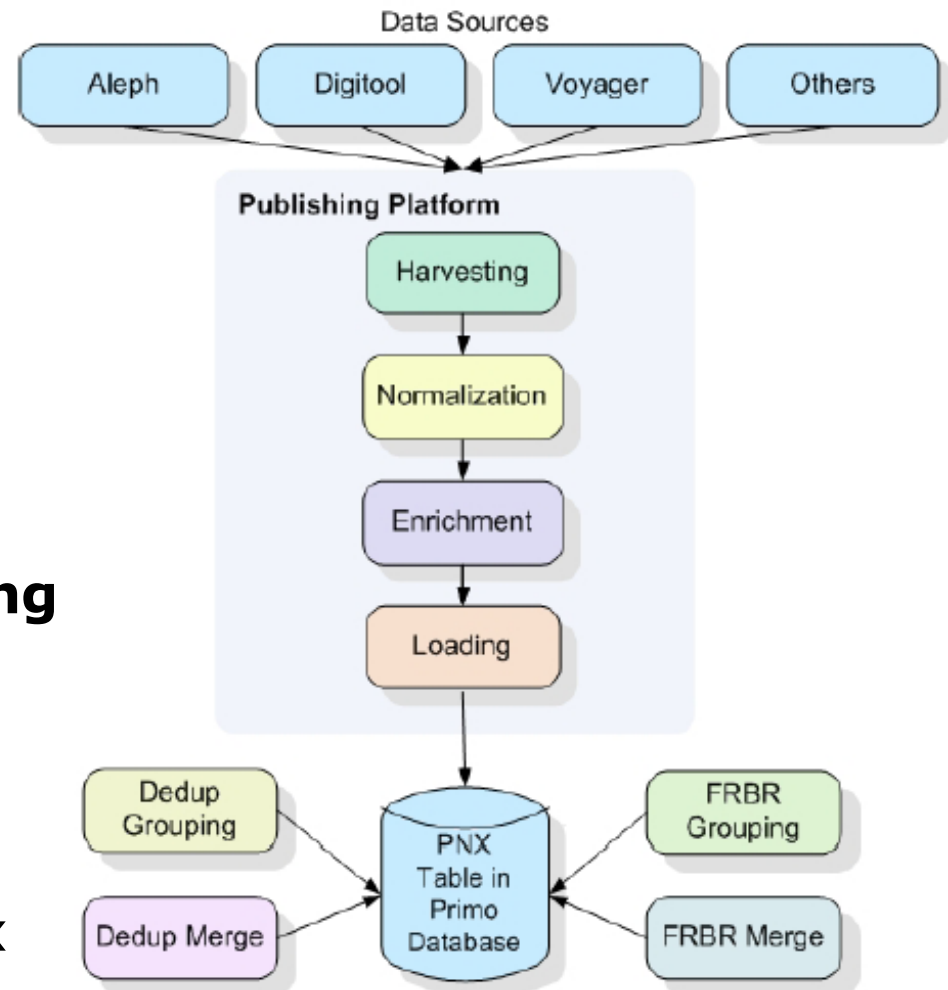 Data Sources
Aleph
Digitool
Voyager
Others
Publishing Platform
Harvesting
Normalization
Enrichment
ng
Loading
Dedup
Grouping
FRBR
Grouping
PNX
Table in
Primo
Database
x
Dedup Merge
FRBR Merge